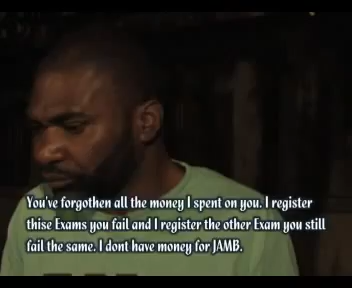 You've forgothen all the money I spent on you. I register
thise Exams you fail and I register the other Exam you still
fail the same. I dont have money for JAMB.